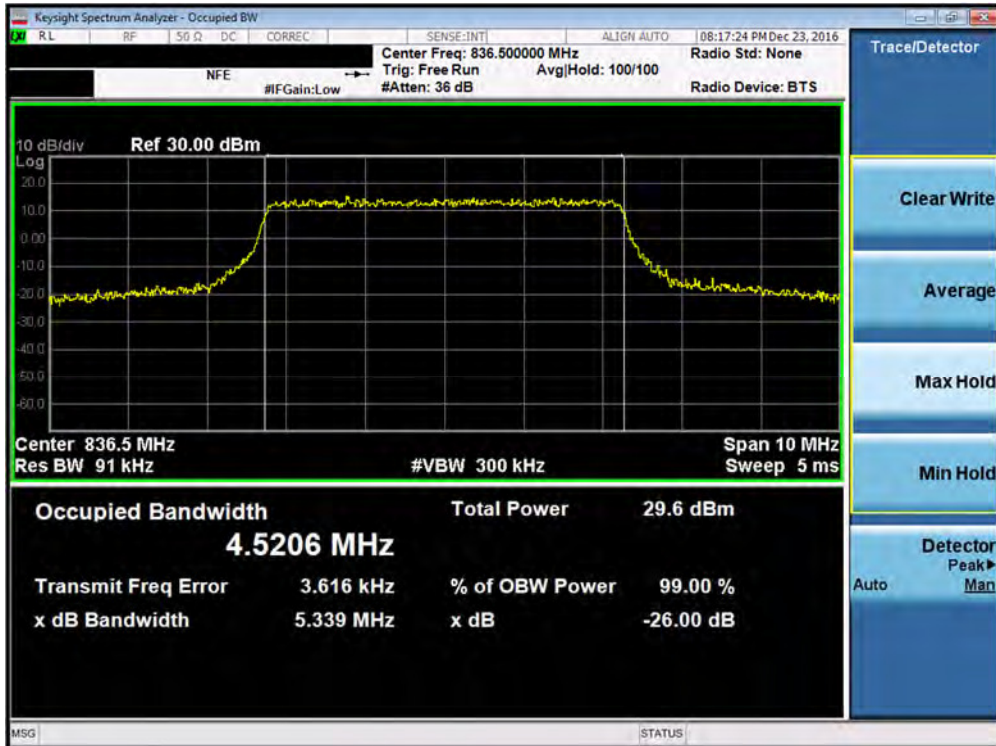 Keysight Spectrum Analyzer - Occupied BW
LXI RL RF 50 Ω DC CORREC SENSE:INT ALIGN AUTO 08:17:24 PM Dec 23, 2016
Center Freq: 836.500000 MHz Radio Std: None
NFE Trig: Free Run Avg|Hold: 100/100
#IFGain:Low #Atten: 36 dB Radio Device: BTS
Trace/Detector
10 dB/div Ref 30.00 dBm
Log
20.0
10.0
0.00
-10.0
-20.0
-30.0
-40.0
-50.0
-60.0
Center 836.5 MHz Span 10 MHz
Res BW 91 kHz #VBW 300 kHz Sweep 5 ms
Occupied Bandwidth Total Power 29.6 dBm
4.5206 MHz
Transmit Freq Error 3.616 kHz % of OBW Power 99.00 %
x dB Bandwidth 5.339 MHz x dB -26.00 dB
Clear Write
Average
Max Hold
Min Hold
Detector
Peak▶
Auto Man
MSG STATUS